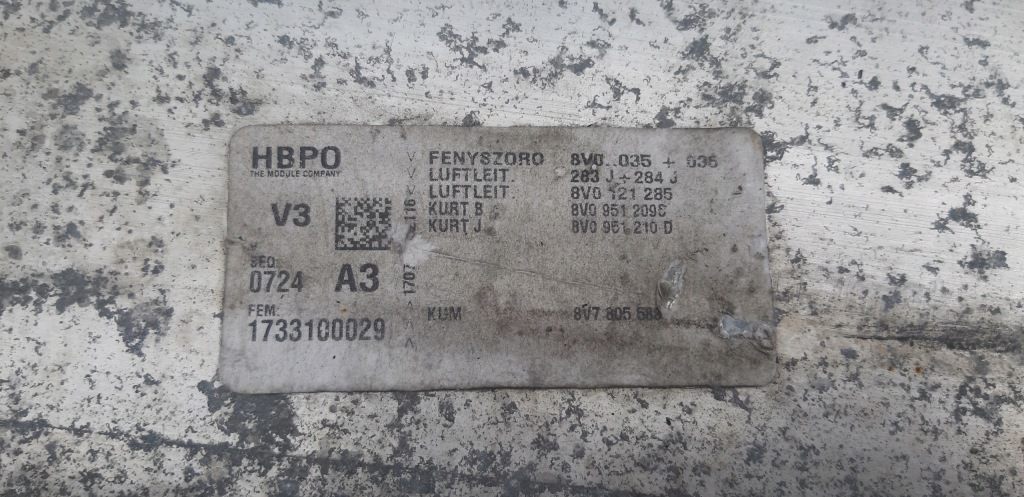 HBPO
THE MODULE COMPANY
V3
SEQ.
0724 A3
FEM.
1733100029
FENYSZORO 8V0..035 + 036
LUFTLEIT. 283 J + 284 J
LUFTLEIT. 8V0 121 285
KURT B 8V0 951 209
KURT J 8V0 951 210 D
KUM 8V7 805 588